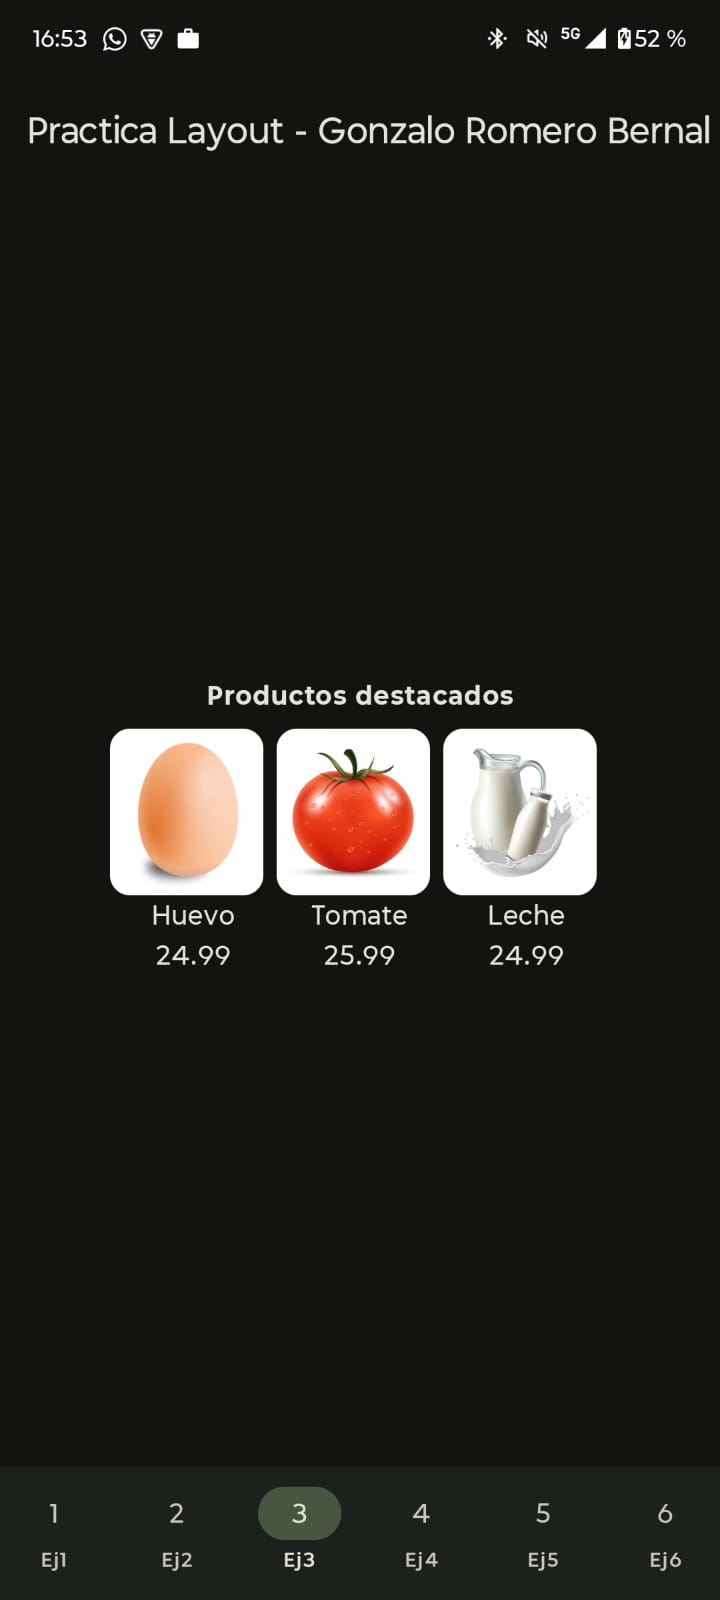 16:53 5G 52 %
Practica Layout - Gonzalo Romero Bernal
Productos destacados
Huevo Tomate Leche
24.99 25.99 24.99
1 2 3 4 5 6
Ej1 Ej2 Ej3 Ej4 Ej5 Ej6